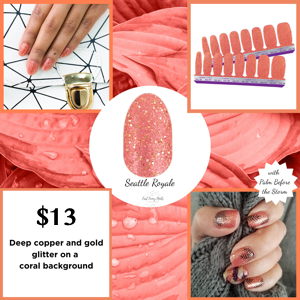 Seattle Royale
with
Palm Before
the Storm
$13
Deep copper and gold
glitter on a
coral background